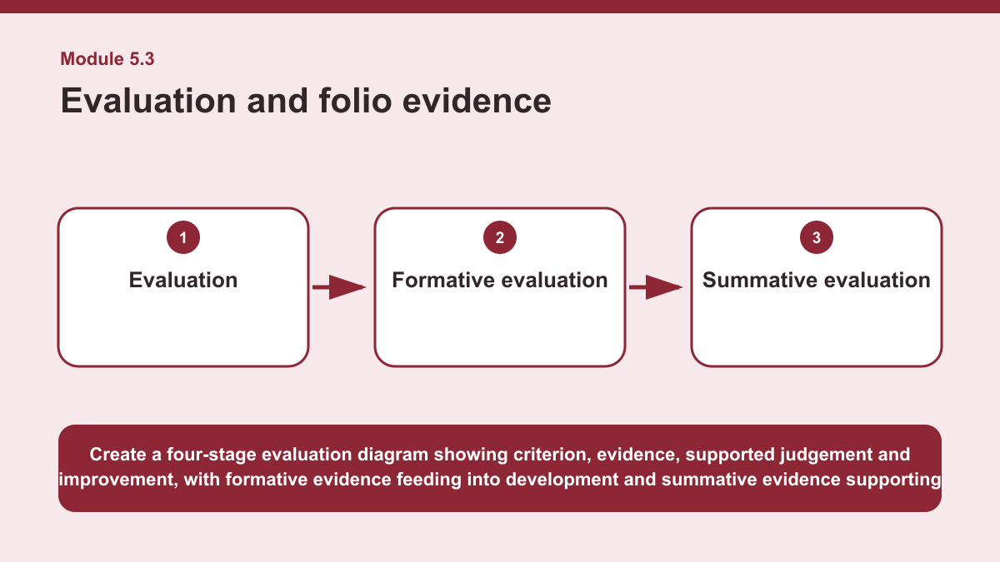 Module 5.3
Evaluation and folio evidence
1
Evaluation
2
Formative evaluation
3
Summative evaluation
Create a four-stage evaluation diagram showing criterion, evidence, supported judgement and
improvement, with formative evidence feeding into development and summative evidence supporting